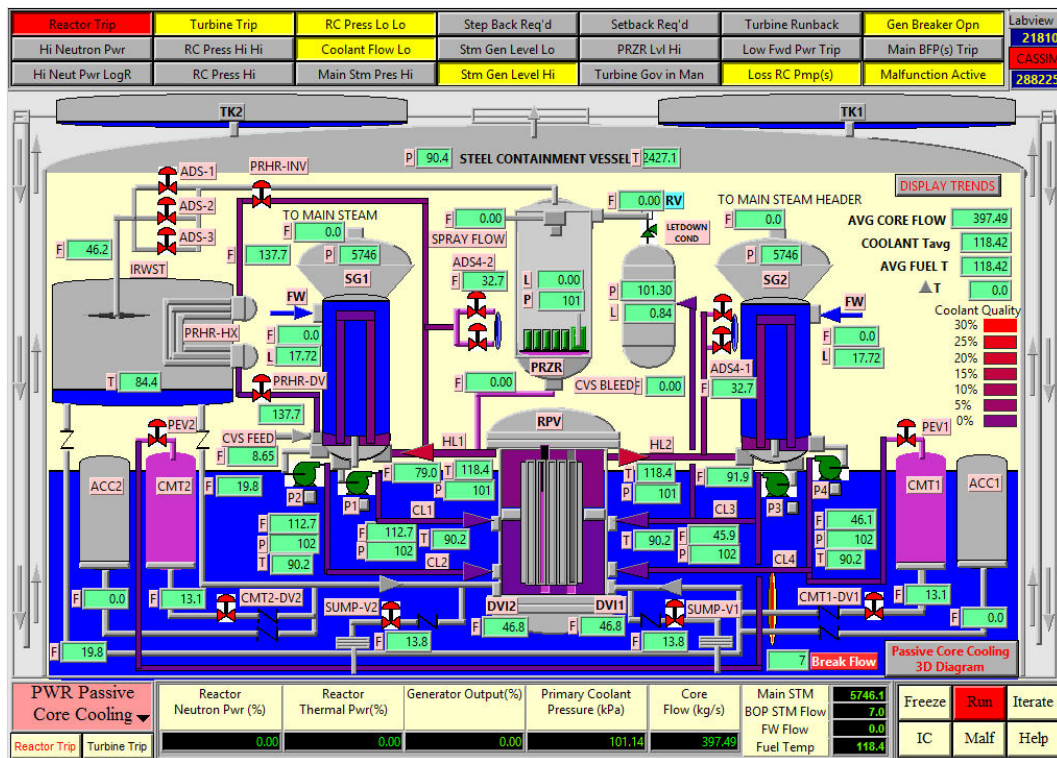 Reactor Trip
Turbine Trip
RC Press Lo Lo
Step Back Req'd
Setback Req'd
Turbine Runback
Gen Breaker Opn
Labview
21810
Hi Neutron Pwr
RC Press Hi Hi
Coolant Flow Lo
Stm Gen Level Lo
PRZR Lvl Hi
Low Fwd Pwr Trip
Main BFP(s) Trip
CASSIM
Hi Neut Pwr LogR
RC Press Hi
Main Stm Pres Hi
Stm Gen Level Hi
Turbine Gov in Man
Loss RC Pmp(s)
Malfunction Active
288225
TK2
TK1
P 90.4 STEEL CONTAINMENT VESSEL T 2427.1
ADS-1
PRHR-INV
ADS-2
ADS-3
F 46.2
IRWST
F 137.7
TO MAIN STEAM
F 0.0
P 5746
SG1
F 0.00
SPRAY FLOW
ADS4-2
F 32.7
L 0.00
P 101
PRZR
F 0.00 RV
LETDOWN
COND
P 101.30
L 0.84
TO MAIN STEAM HEADER
F 0.0
P 5746
SG2
DISPLAY TRENDS
AVG CORE FLOW 397.49
COOLANT Tavg 118.42
AVG FUEL T 118.42
T 0.0
Coolant Quality
30%
25%
20%
15%
10%
5%
0%
FW
F 0.0
L 17.72
FW
F 0.0
L 17.72
PRHR-HX
T 84.4
PRHR-DV
137.7
F 0.00
CVS BLEED F 0.00
ADS4-1
F 32.7
PEV2
CVS FEED
F 8.65
RPV
HL1
HL2
PEV1
ACC2
CMT2
F 19.8
P2
P1
F 79.0
T 118.4
P 101
T 118.4
P 101
F 91.9
P3
P4
CMT1
ACC1
F 112.7
P 102
T 90.2
F 112.7
P 102
CL1
T 90.2
CL2
CL3
T 90.2
F 45.9
P 102
CL4
F 46.1
P 102
T 90.2
F 0.0
F 13.1
CMT2-DV2
SUMP-V2
F 13.8
DVI2
F 46.8
DVI1
F 46.8
SUMP-V1
F 13.8
CMT1-DV1
F 13.1
F 0.0
F 19.8
7 Break Flow
Passive Core Cooling
3D Diagram
PWR Passive
Core Cooling
Reactor Trip
Turbine Trip
Reactor
Neutron Pwr (%)
0.00
Reactor
Thermal Pwr(%)
0.00
Generator Output(%)
0.00
Primary Coolant
Pressure (kPa)
101.14
Core
Flow (kg/s)
397.49
Main STM 5746.1
BOP STM Flow 7.0
FW Flow 0.0
Fuel Temp 118.4
Freeze
Run
Iterate
IC
Malf
Help